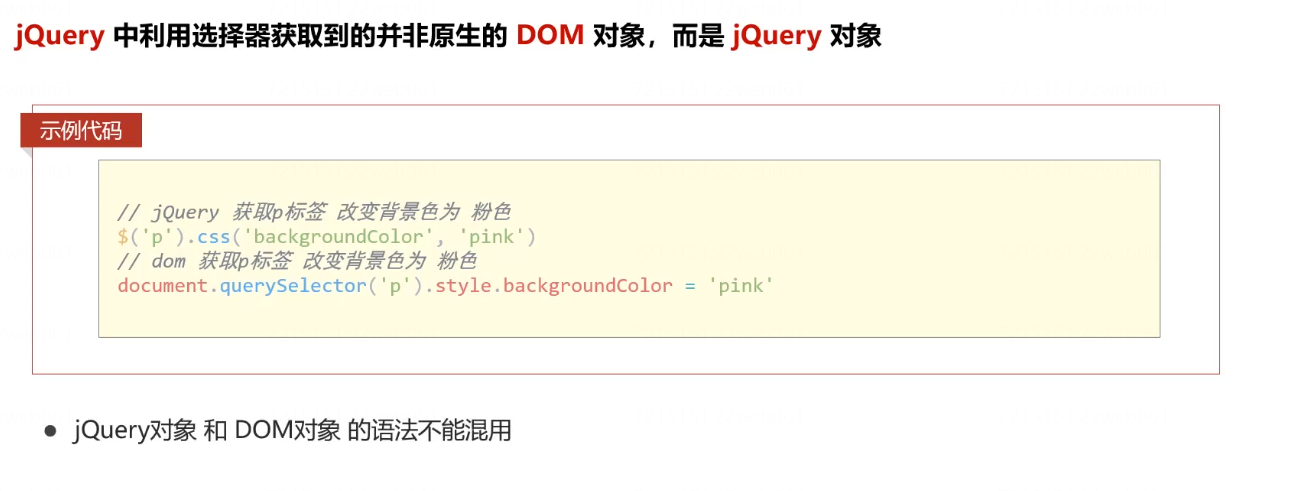 jQuery 中利用选择器获取到的并非原生的 DOM 对象，而是 jQuery 对象
示例代码
// jQuery 获取p标签 改变背景色为 粉色
$('p').css('backgroundColor', 'pink')
// dom 获取p标签 改变背景色为 粉色
document.querySelector('p').style.backgroundColor = 'pink'
● jQuery对象 和 DOM对象 的语法不能混用